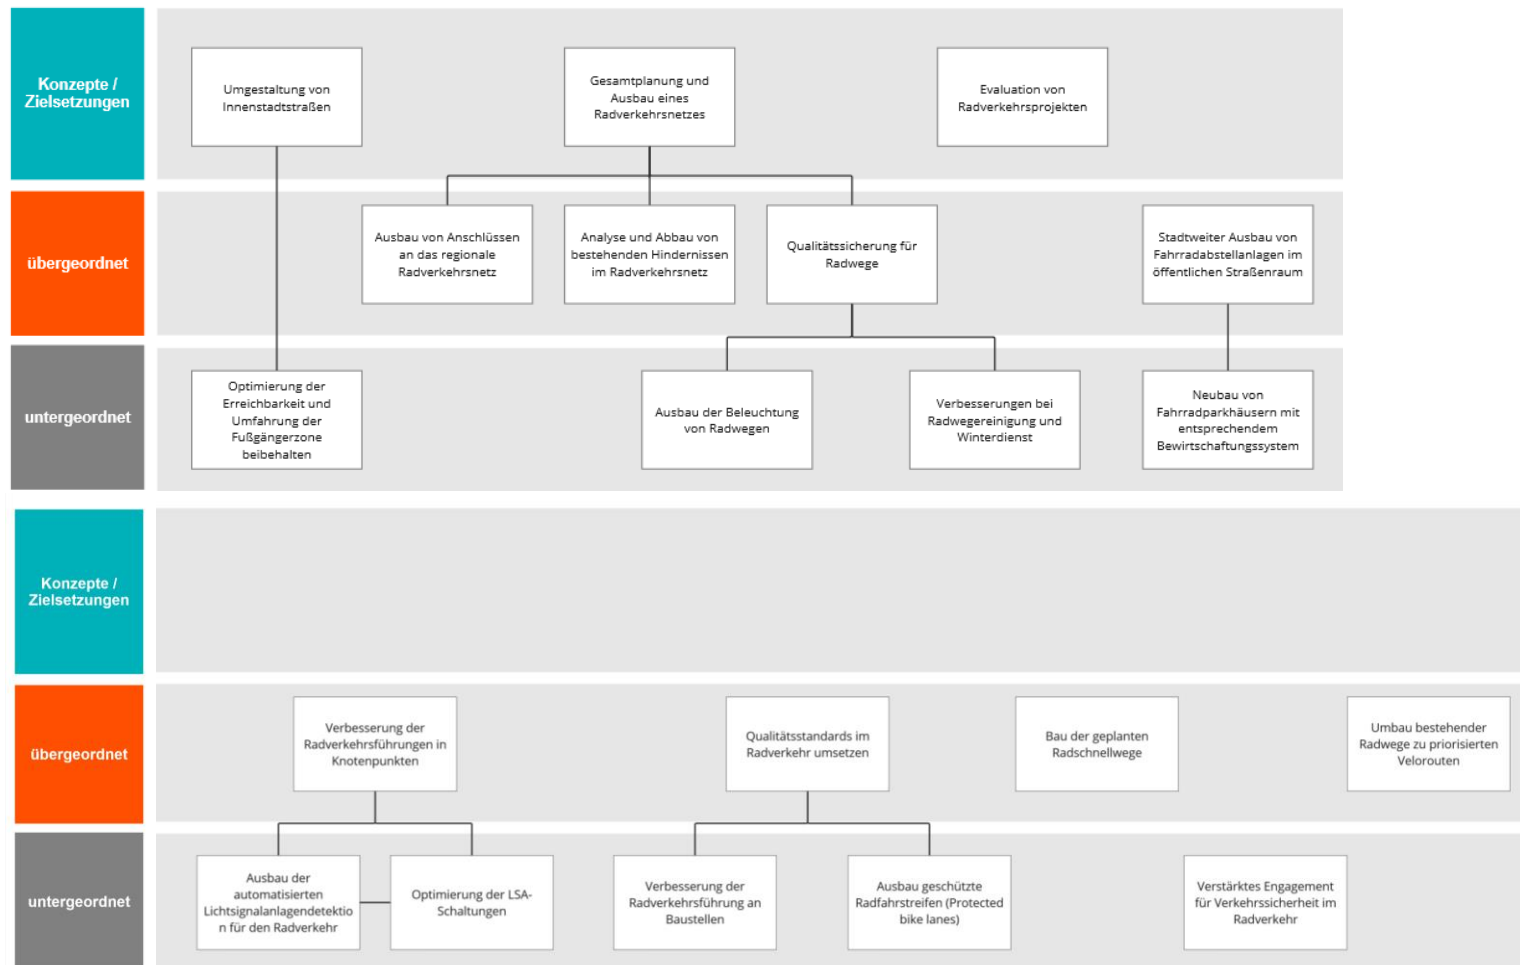 Konzepte /
Zielsetzungen
Umgestaltung von
Innenstadtstraßen
Gesamtplanung und
Ausbau eines
Radverkehrsnetzes
Evaluation von
Radverkehrsprojekten
übergeordnet
Ausbau von Anschlüssen
an das regionale
Radverkehrsnetz
Analyse und Abbau von
bestehenden Hindernissen
im Radverkehrsnetz
Qualitätssicherung für
Radwege
Stadtweiter Ausbau von
Fahrradabstellanlagen im
öffentlichen Straßenraum
untergeordnet
Optimierung der
Erreichbarkeit und
Umfahrung der
Fußgängerzone
beibehalten
Ausbau der Beleuchtung
von Radwegen
Verbesserungen bei
Radwegereinigung und
Winterdienst
Neubau von
Fahrradparkhäusern mit
entsprechendem
Bewirtschaftungssystem
Konzepte /
Zielsetzungen
übergeordnet
Verbesserung der
Radverkehrsführungen in
Knotenpunkten
Qualitätsstandards im
Radverkehr umsetzen
Bau der geplanten
Radschnellwege
Umbau bestehender
Radwege zu priorisierten
Velorouten
untergeordnet
Ausbau der
automatisierten
Lichtsignalanlagendetektio
n für den Radverkehr
Optimierung der LSA-
Schaltungen
Verbesserung der
Radverkehrsführung an
Baustellen
Ausbau geschützte
Radfahrstreifen (Protected
bike lanes)
Verstärktes Engagement
für Verkehrssicherheit im
Radverkehr